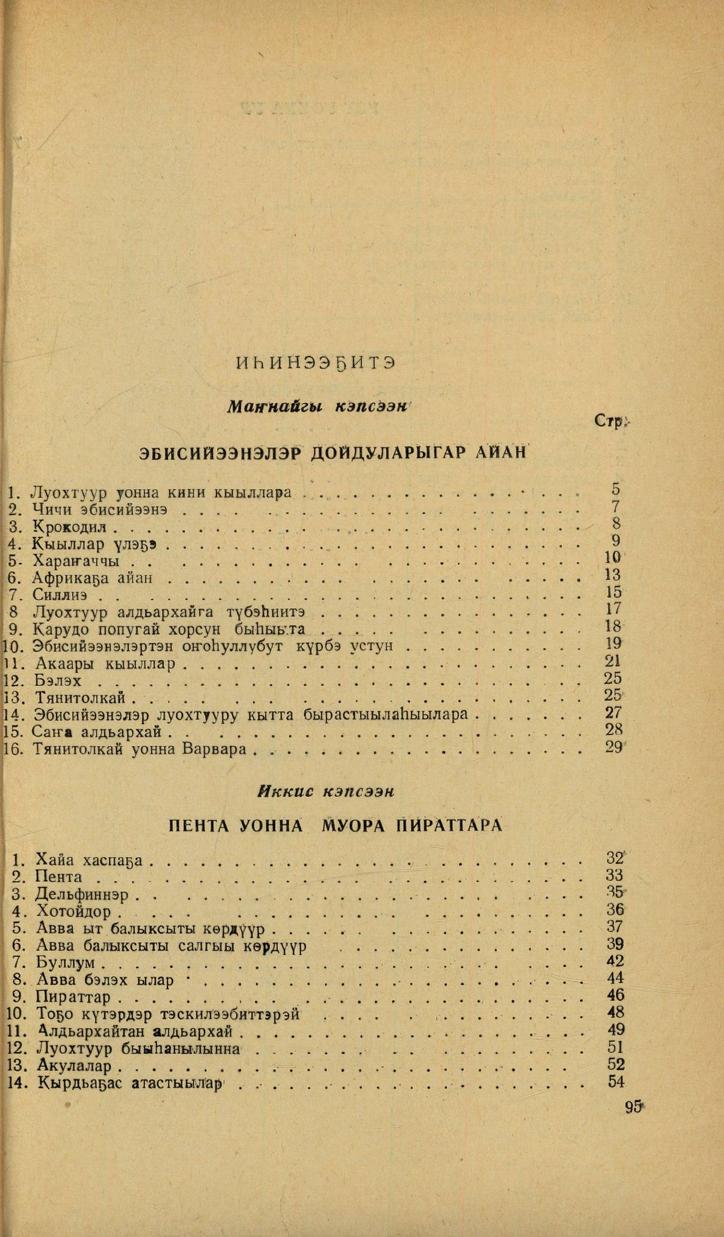 ИҺИНЭЭҔИТЭ
Маҥнайгы кэпсээн
Стр.
ЭБИСИЙЭЭНЭЛЭР ДОЙДУЛАРЫГАР АЙАН
1. Луохтуур уонна кини кыыллара . . . . . . . . . . . . . . . . 5
2. Чичи эбисийээнэ . . . . . . . . . . . . . . . . . . . . . . 7
3. Крокодил . . . . . . . . . . . . . . . . . . . . . . . . . . 8
4. Кыыллар үлэҕэ . . . . . . . . . . . . . . . . . . . . . . . 9
5- Хараҥаччы . . . . . . . . . . . . . . . . . . . . . . . . . 10
6. Африкаҕа айан . . . . . . . . . . . . . . . . . . . . . . . 13
7. Силлиэ . . . . . . . . . . . . . . . . . . . . . . . . . . . 15
8 Луохтуур алдьархайга түбэһиитэ . . . . . . . . . . . . . . . 17
9. Карудо попугай хорсун быһыыта . . . . . . . . . . . . . . . 18
10. Эбисийээнэлэртэн оҥоһуллубут күрбэ устун . . . . . . . . . 19
11. Акаары кыыллар . . . . . . . . . . . . . . . . . . . . . . 21
12. Бэлэх . . . . . . . . . . . . . . . . . . . . . . . . . . . 25
13. Тянитолкай . . . . . . . . . . . . . . . . . . . . . . . . 25
14. Эбисийээнэлэр луохтууру кытта бырастыылаһыылара . . . . . . . 27
15. Саҥа алдьархай . . . . . . . . . . . . . . . . . . . . . . 28
16. Тянитолкай уонна Варвара . . . . . . . . . . . . . . . . . 29
Иккис кэпсээн
ПЕНТА УОННА МУОРА ПИРАТТАРА
1. Хайа хаспаҕа . . . . . . . . . . . . . . . . . . . . . . . . 32
2. Пента . . . . . . . . . . . . . . . . . . . . . . . . . . . 33
3. Дельфиннэр . . . . . . . . . . . . . . . . . . . . . . . . . 35
4. Хотойдор . . . . . . . . . . . . . . . . . . . . . . . . . . 36
5. Авва ыт балыксыты көрдүүр . . . . . . . . . . . . . . . . . . 37
6. Авва балыксыты салгыы көрдүүр . . . . . . . . . . . . . . . . 39
7. Буллум . . . . . . . . . . . . . . . . . . . . . . . . . . . 42
8. Авва бэлэх ылар . . . . . . . . . . . . . . . . . . . . . . 44
9. Пираттар . . . . . . . . . . . . . . . . . . . . . . . . . . 46
10. Тоҕо күтэрдэр тэскилээбиттэрэй . . . . . . . . . . . . . . 48
11. Алдьархайтан алдьархай . . . . . . . . . . . . . . . . . . 49
12. Луохтуур быыһанылынна . . . . . . . . . . . . . . . . . . . 51
13. Акулалар . . . . . . . . . . . . . . . . . . . . . . . . . 52
14. Кырдьаҕас атастыылар . . . . . . . . . . . . . . . . . . . 54
95